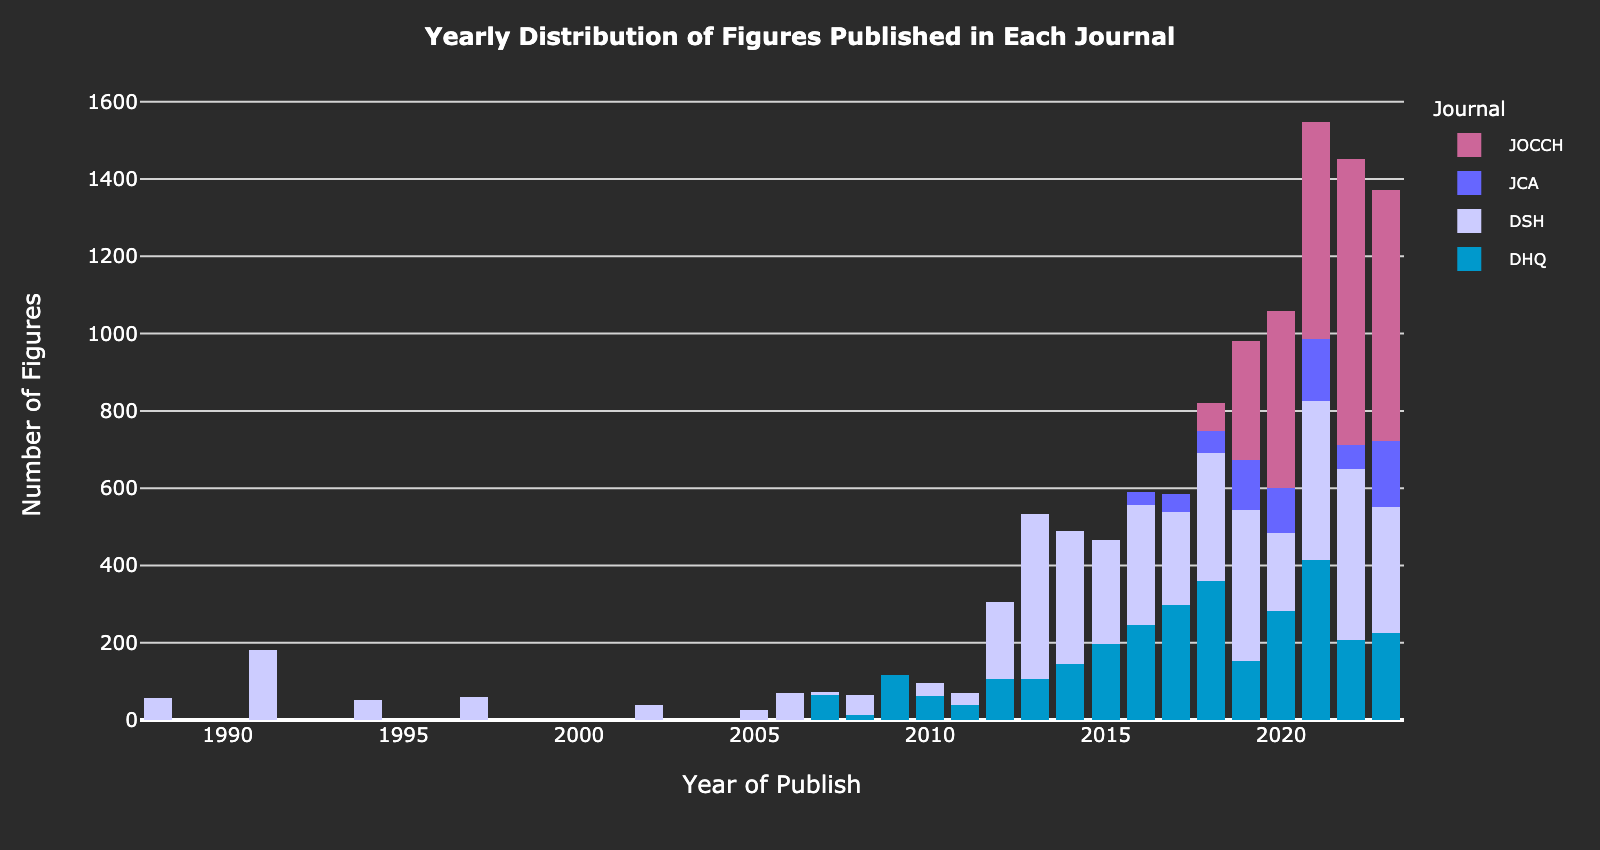 Yearly Distribution of Figures Published in Each Journal
Number of Figures
1600
1400
1200
1000
800
600
400
200
0
1990 1995 2000 2005 2010 2015 2020
Year of Publish
Journal
JOCCH
JCA
DSH
DHQ